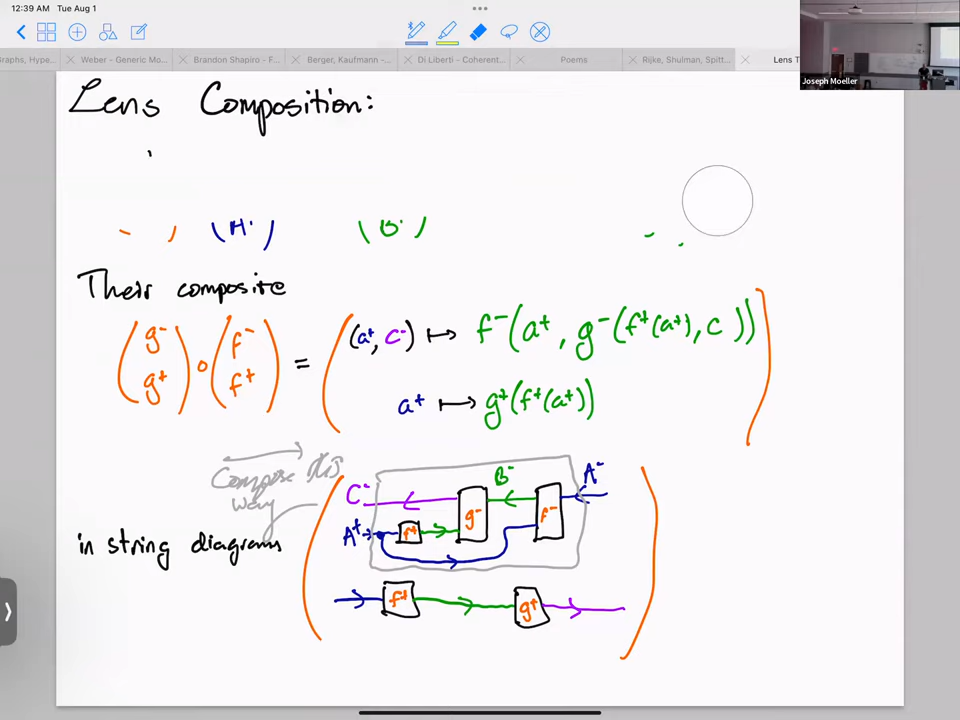 12:39 AM Tue Aug 1
Graphs, Hype...
Weber - Generic Mo...
Brandon Shapiro - F...
Berger, Kaufmann -...
Di Liberti - Coherent...
Poems
Rijke, Shulman, Spitt...
Lens T
Joseph Moeller
Lens Composition:
Their composite
(g⁻ g⁺) ∘ (f⁻ f⁺) = ( (a⁺, c⁻) ↦ f⁻(a⁺, g⁻(f⁺(a⁺), c))
a⁺ ↦ g⁺(f⁺(a⁺)) )
Compose this
way
C⁻ B⁻ A⁻
g⁻ f⁻
A⁺ f⁺
in string diagrams
f⁺ g⁺